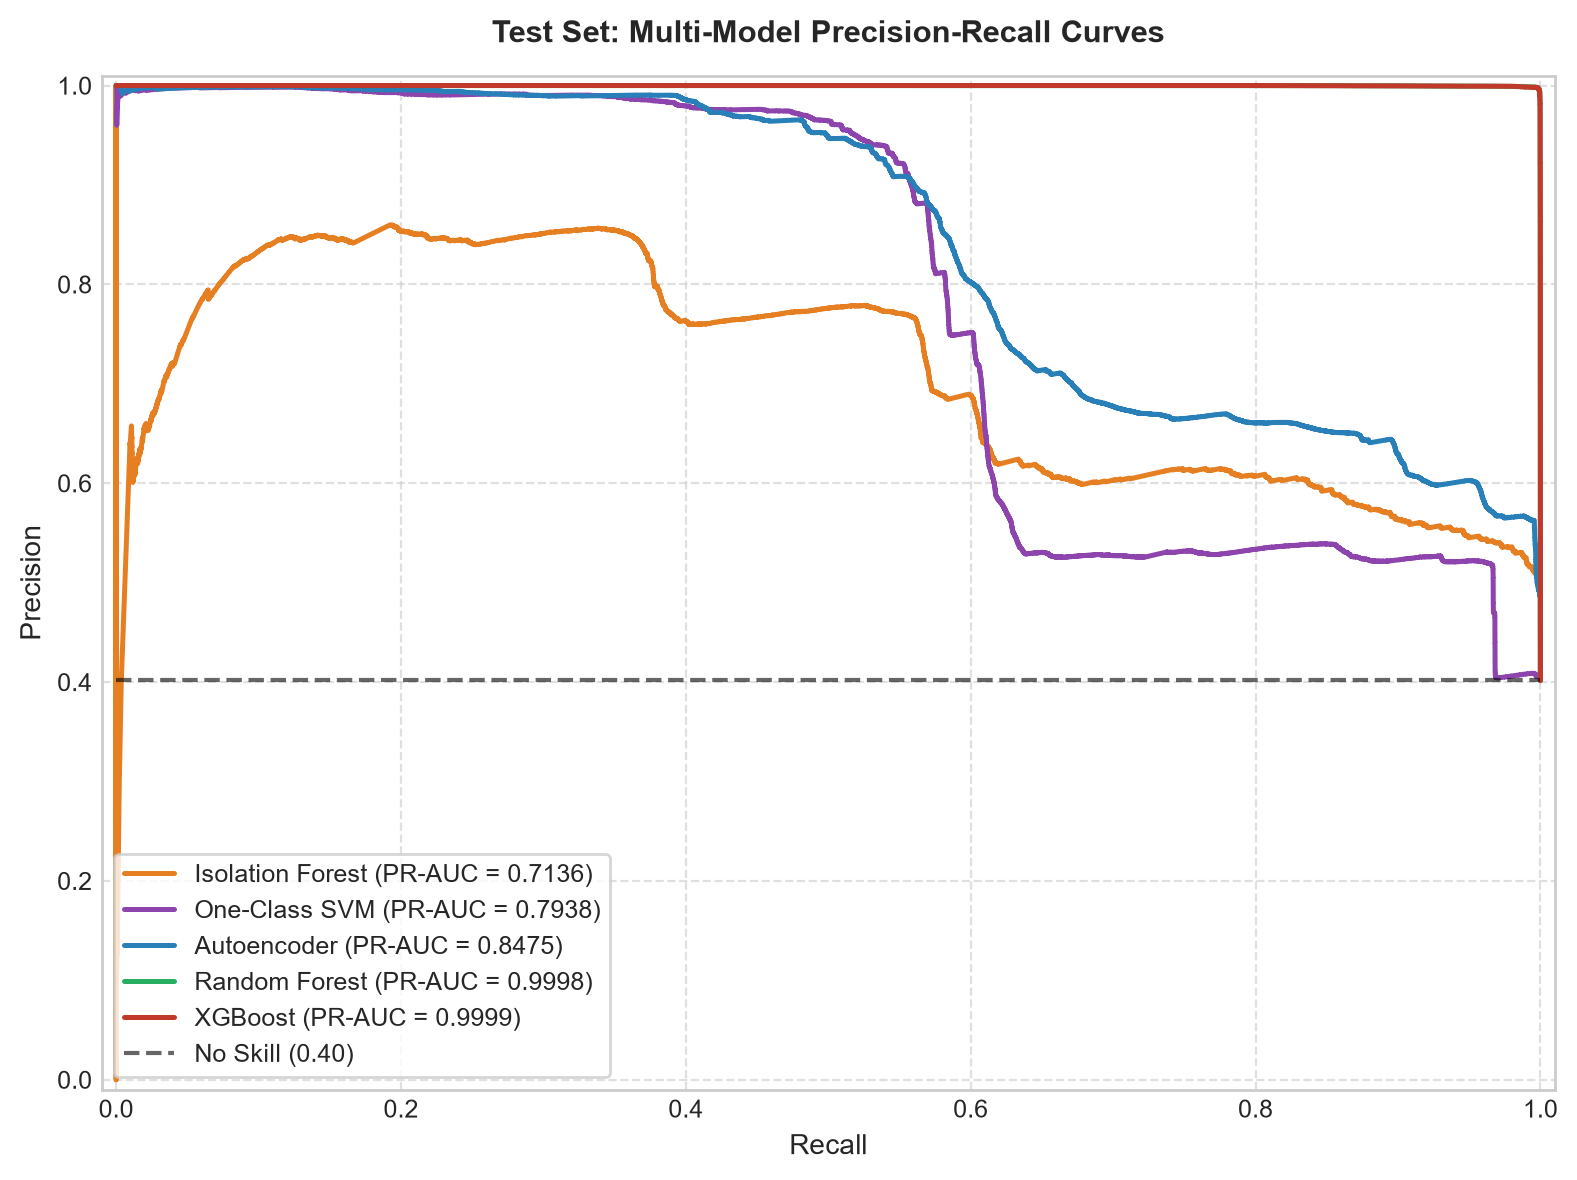 Test Set: Multi-Model Precision-Recall Curves
Precision
1.0
0.8
0.6
0.4
0.2
0.0
Isolation Forest (PR-AUC = 0.7136)
One-Class SVM (PR-AUC = 0.7938)
Autoencoder (PR-AUC = 0.8475)
Random Forest (PR-AUC = 0.9998)
XGBoost (PR-AUC = 0.9999)
No Skill (0.40)
0.0 0.2 0.4 0.6 0.8 1.0
Recall